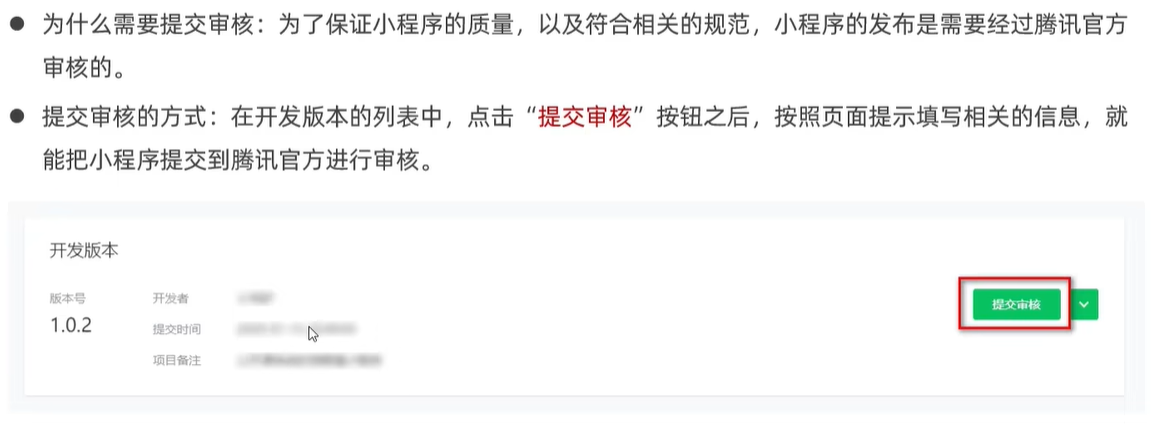 ● 为什么需要提交审核：为了保证小程序的质量，以及符合相关的规范，小程序的发布是需要经过腾讯官方
审核的。
● 提交审核的方式：在开发版本的列表中，点击“提交审核”按钮之后，按照页面提示填写相关的信息，就
能把小程序提交到腾讯官方进行审核。
开发版本
版本号
1.0.2
开发者
提交时间
项目备注
提交审核